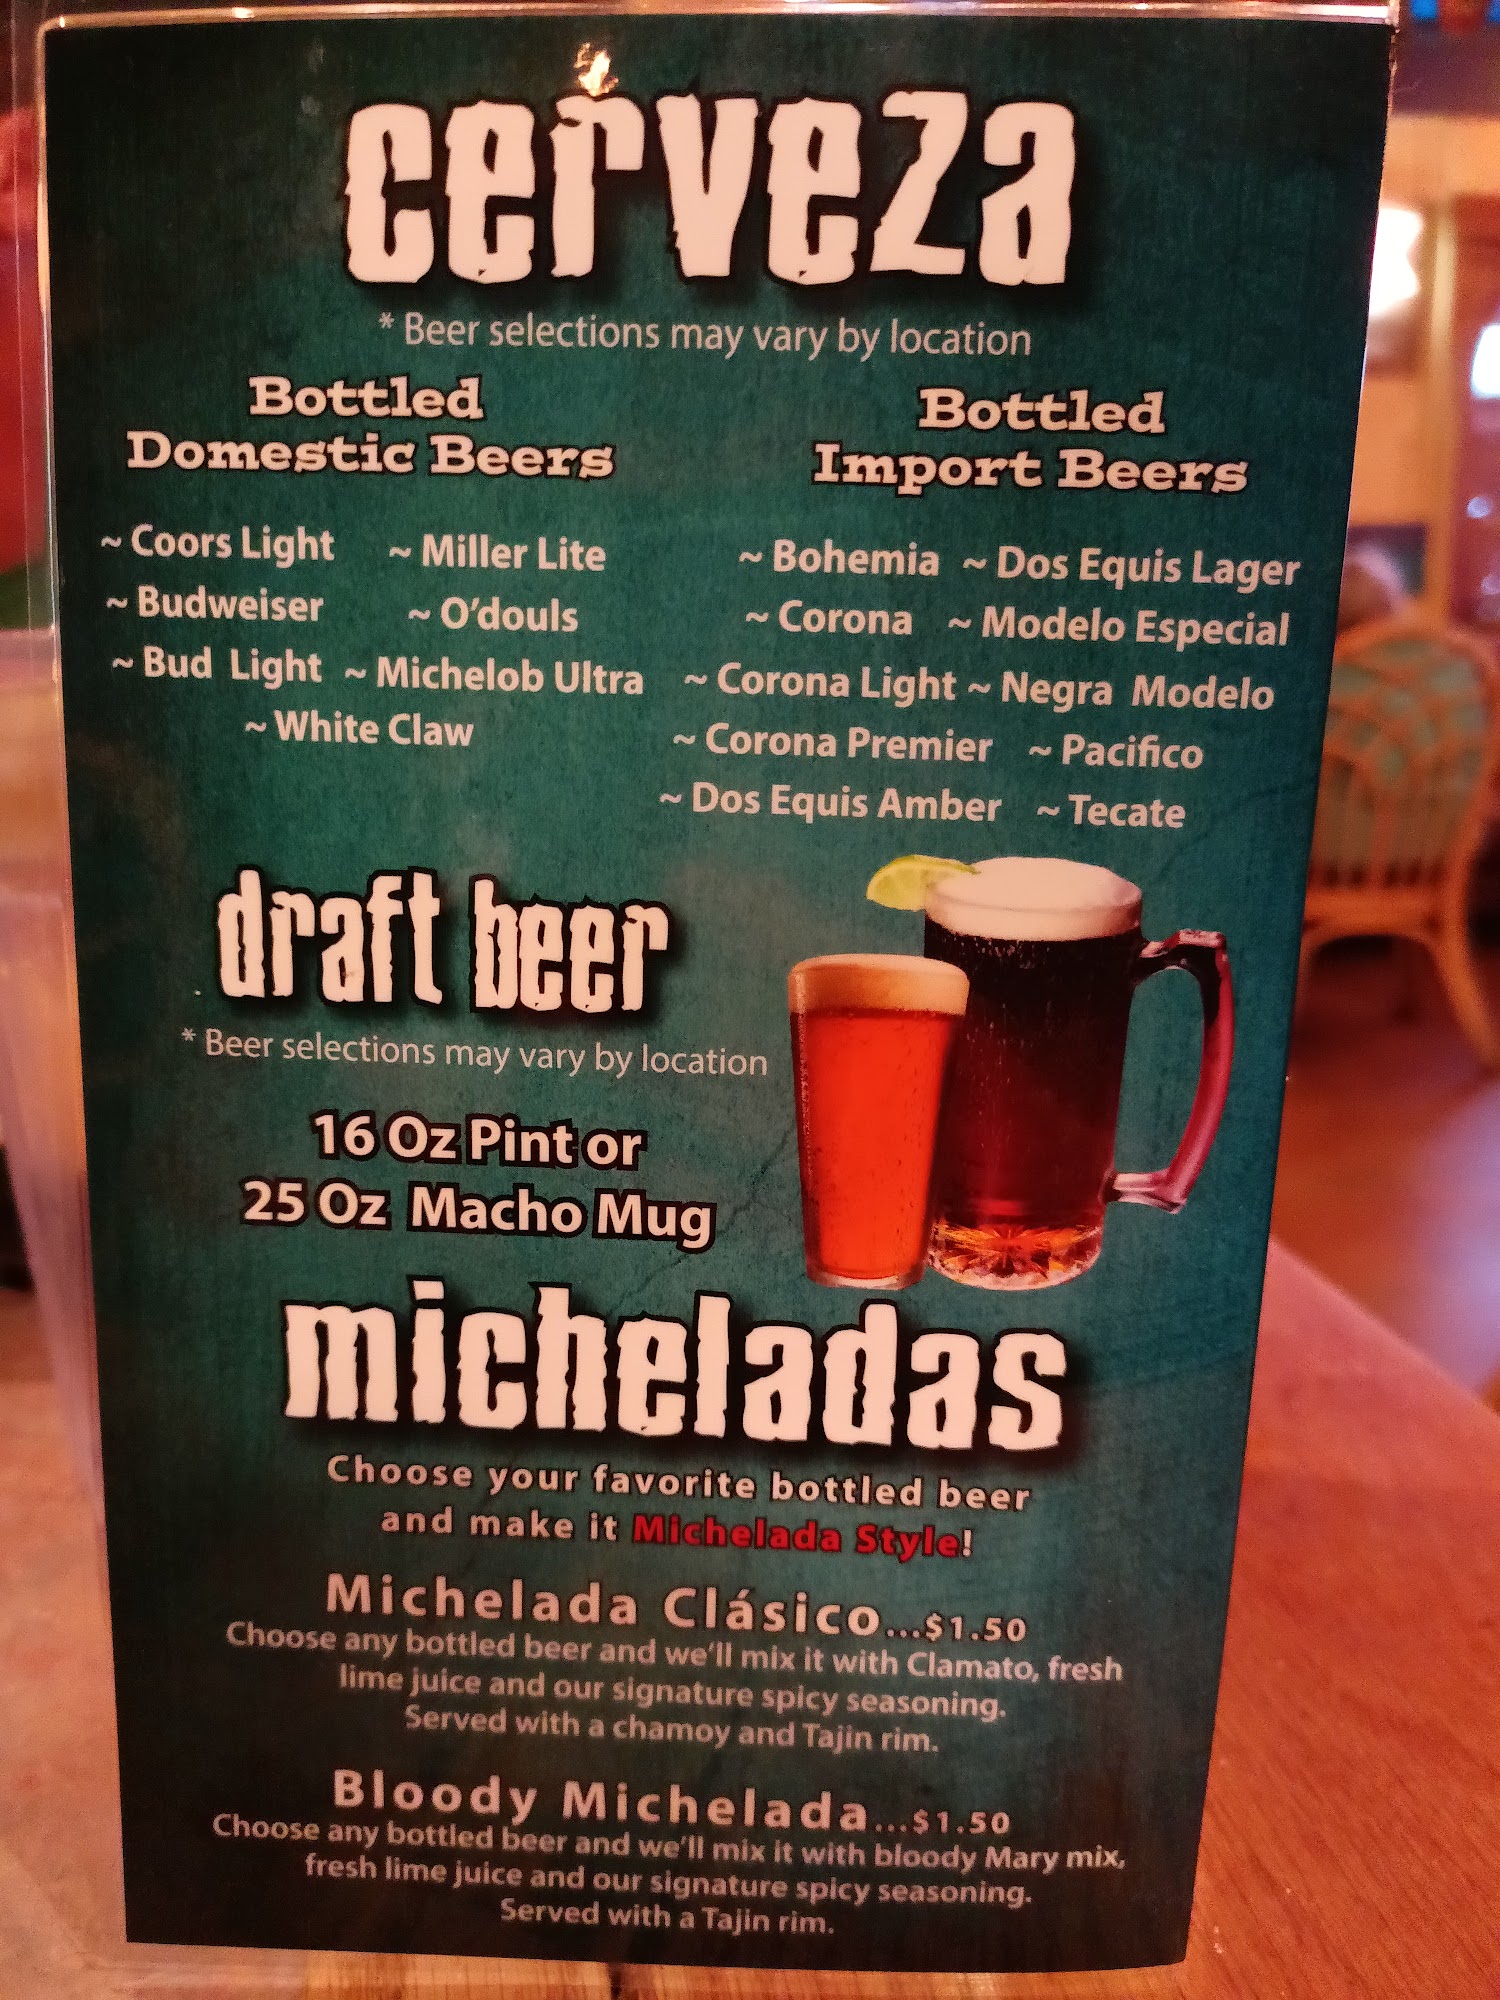 cerveza
* Beer selections may vary by location
Bottled
Domestic Beers
~ Coors Light ~ Miller Lite
~ Budweiser ~ O'douls
~ Bud Light ~ Michelob Ultra
~ White Claw
Bottled
Import Beers
~ Bohemia ~ Dos Equis Lager
~ Corona ~ Modelo Especial
~ Corona Light ~ Negra Modelo
~ Corona Premier ~ Pacifico
~ Dos Equis Amber ~ Tecate
draft beer
* Beer selections may vary by location
16 Oz Pint or
25 Oz Macho Mug
micheladas
Choose your favorite bottled beer
and make it Michelada Style!
Michelada Clásico...$1.50
Choose any bottled beer and we'll mix it with Clamato, fresh
lime juice and our signature spicy seasoning.
Served with a chamoy and Tajin rim.
Bloody Michelada...$1.50
Choose any bottled beer and we'll mix it with bloody Mary mix,
fresh lime juice and our signature spicy seasoning.
Served with a Tajin rim.